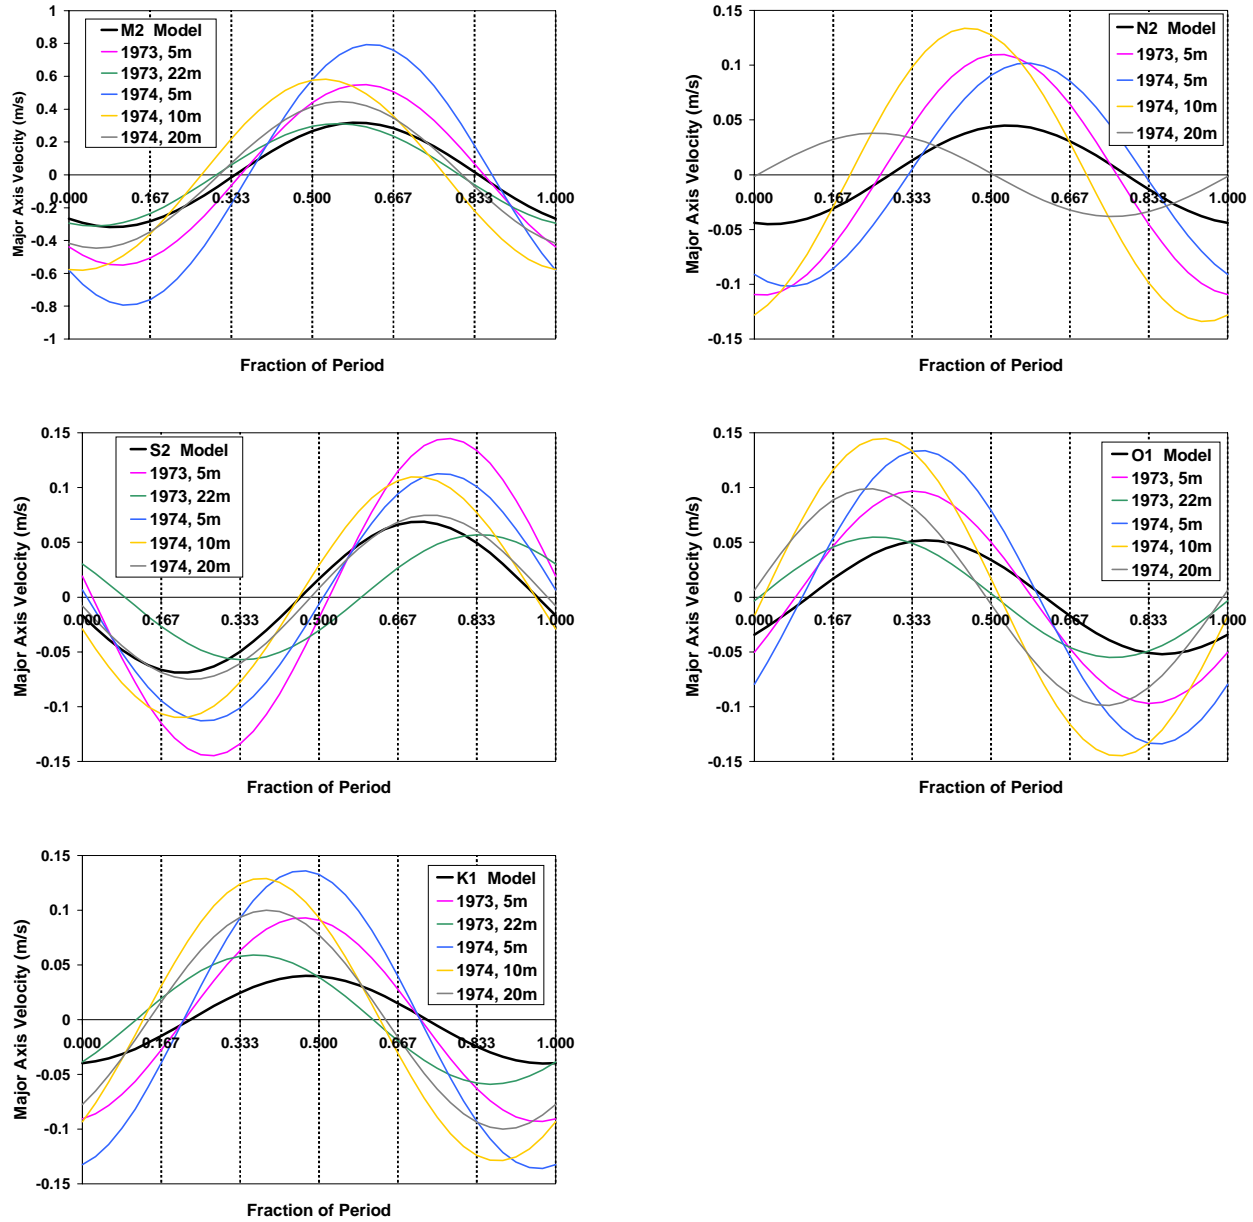 M2 Model
1973, 5m
1973, 22m
1974, 5m
1974, 10m
1974, 20m
1
0.8
0.6
0.4
0.2
0
-0.2
-0.4
-0.6
-0.8
-1
0.000
0.167
0.333
0.500
0.667
0.833
1.000
Major Axis Velocity (m/s)
Fraction of Period
N2 Model
1973, 5m
1974, 5m
1974, 10m
1974, 20m
0.15
0.1
0.05
0
-0.05
-0.1
-0.15
0.000
0.167
0.333
0.500
0.667
0.833
1.000
Major Axis Velocity (m/s)
Fraction of Period
S2 Model
1973, 5m
1973, 22m
1974, 5m
1974, 10m
1974, 20m
0.15
0.1
0.05
0
-0.05
-0.1
-0.15
0.000
0.167
0.333
0.500
0.667
0.833
1.000
Major Axis Velocity (m/s)
Fraction of Period
O1 Model
1973, 5m
1973, 22m
1974, 5m
1974, 10m
1974, 20m
0.15
0.1
0.05
0
-0.05
-0.1
-0.15
0.000
0.167
0.333
0.500
0.667
0.833
1.000
Major Axis Velocity (m/s)
Fraction of Period
K1 Model
1973, 5m
1973, 22m
1974, 5m
1974, 10m
1974, 20m
0.15
0.1
0.05
0
-0.05
-0.1
-0.15
0.000
0.167
0.333
0.500
0.667
0.833
1.000
Major Axis Velocity (m/s)
Fraction of Period